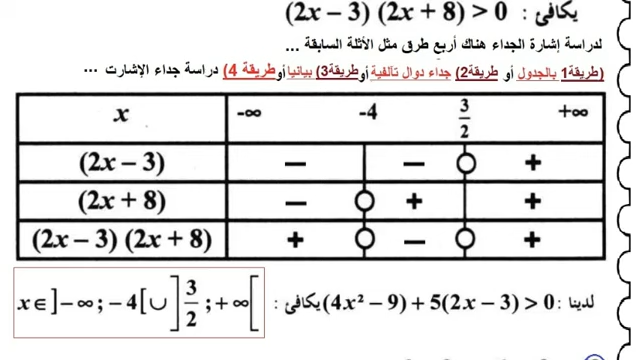 يكافئ : (2x – 3) (2x + 8) > 0
لدراسة إشارة الجداء هناك أربع طرق مثل الأثلة السابقة ...
(طريقة1 بالجدول أو طريقة2) جداء دوال تآلفية أوطريقة3) بيانيا أوطريقة 4) دراسة جداء الإشارت ...
x -∞ -4 3/2 +∞
(2x – 3) – – +
(2x + 8) – + +
(2x – 3) (2x + 8) + – +
لدينا : (4x² – 9) + 5(2x – 3) > 0 يكافئ : x ∈ ]–∞ ; –4[ ∪ ]3/2 ; +∞[